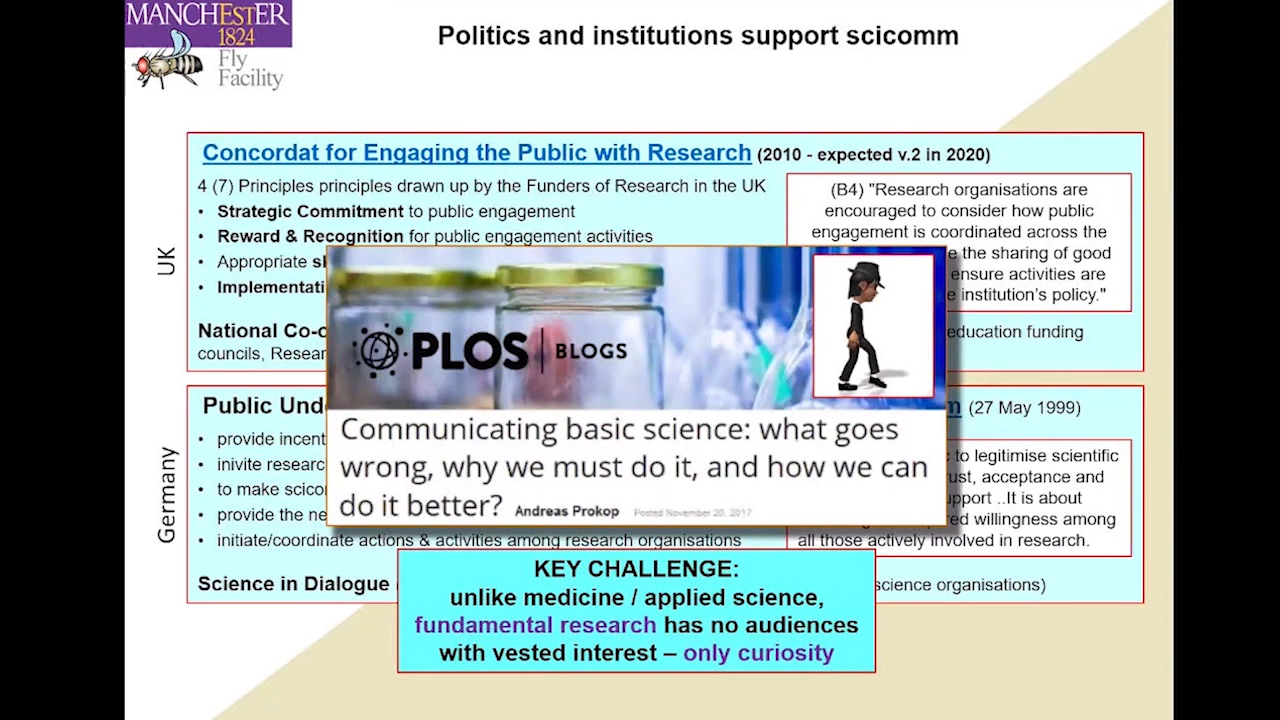 MANCHEStER
1824
Fly
Facility
Politics and institutions support scicomm
UK
Concordat for Engaging the Public with Research (2010 - expected v.2 in 2020)
4 (7) Principles principles drawn up by the Funders of Research in the UK
• Strategic Commitment to public engagement
• Reward & Recognition for public engagement activities
• Appropriate
• Implementati
National Co-o
councils, Resear
(B4) "Research organisations are
encouraged to consider how public
engagement is coordinated across the
the sharing of good
ensure activities are
institution's policy."
education funding
PLOS BLOGS
Communicating basic science: what goes
wrong, why we must do it, and how we can
do it better? Andreas Prokop Posted November 20, 2017
Germany
Public Und
(27 May 1999)
• provide incent
• inivite researc
• to make scico
• provide the ne
• initiate/coordinate actions & activities among research organisations
Science in Dialogue
to legitimise scientific
acceptance and
..It is about
willingness among
all those actively involved in research.
science organisations)
KEY CHALLENGE:
unlike medicine / applied science,
fundamental research has no audiences
with vested interest – only curiosity